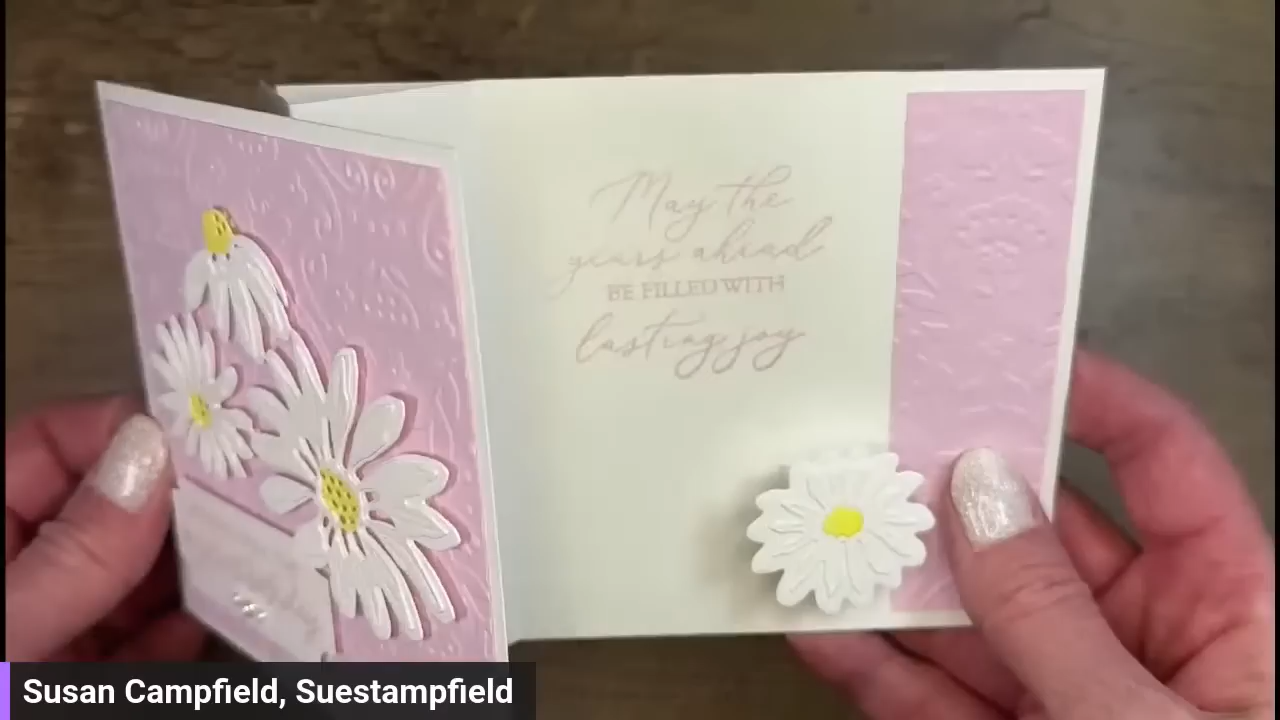 May the
years ahead
BE FILLED WITH
lasting joy
Susan Campfield, Suestampfield